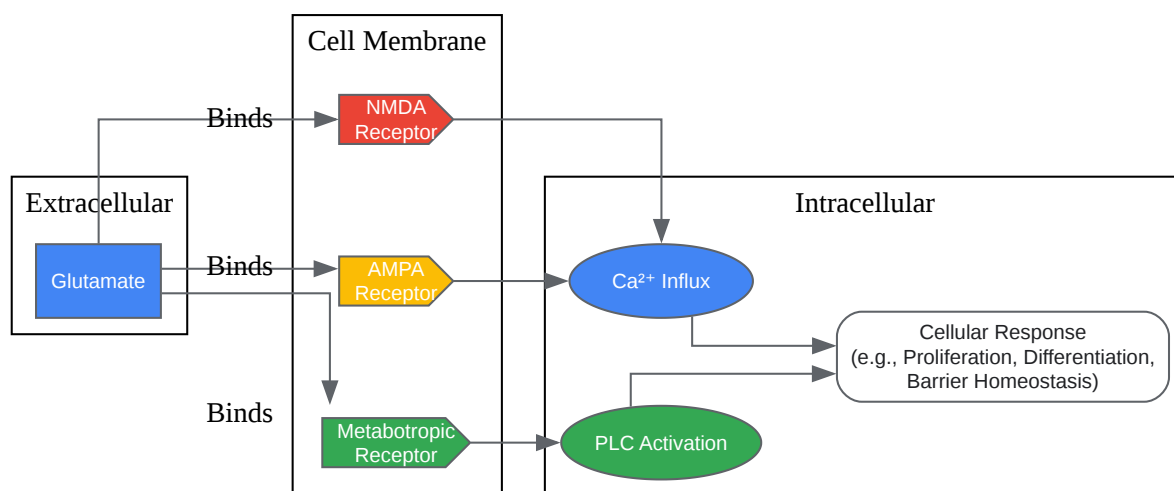 Cell Membrane
NMDA
Receptor
Binds
Extracellular
Intracellular
Glutamate
Binds
AMPA
Receptor
Ca²⁺ Influx
Cellular Response
(e.g., Proliferation, Differentiation,
Barrier Homeostasis)
Binds
Metabotropic
Receptor
PLC Activation